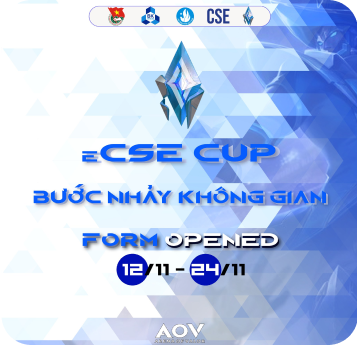 CSE
eCSE CUP
BƯỚC NHẢY KHÔNG GIAN
FORM OPENED
12/11 - 24/11
AOV